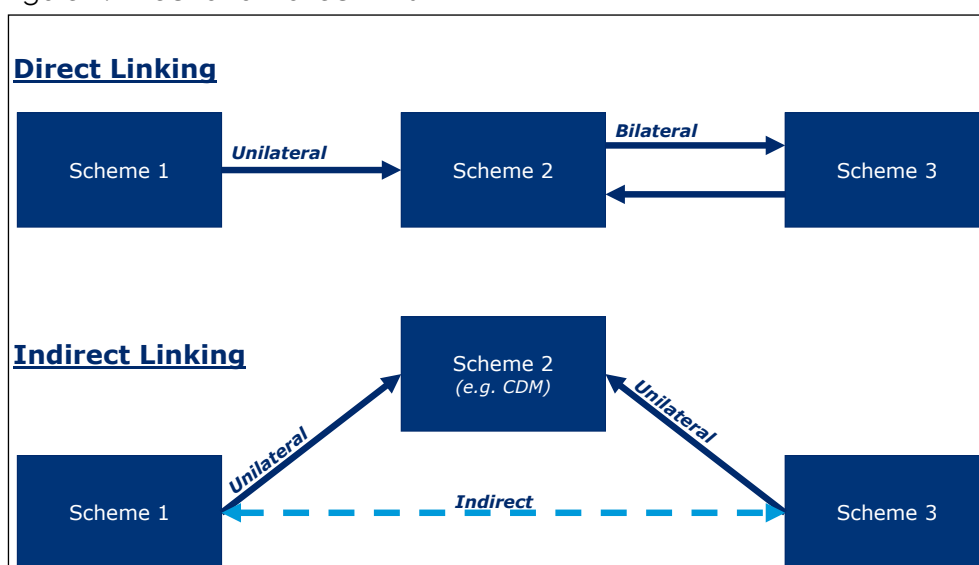 Direct Linking
Scheme 1
Unilateral
Scheme 2
Bilateral
Scheme 3
Indirect Linking
Scheme 2
(e.g. CDM)
Unilateral
Unilateral
Scheme 1
Indirect
Scheme 3